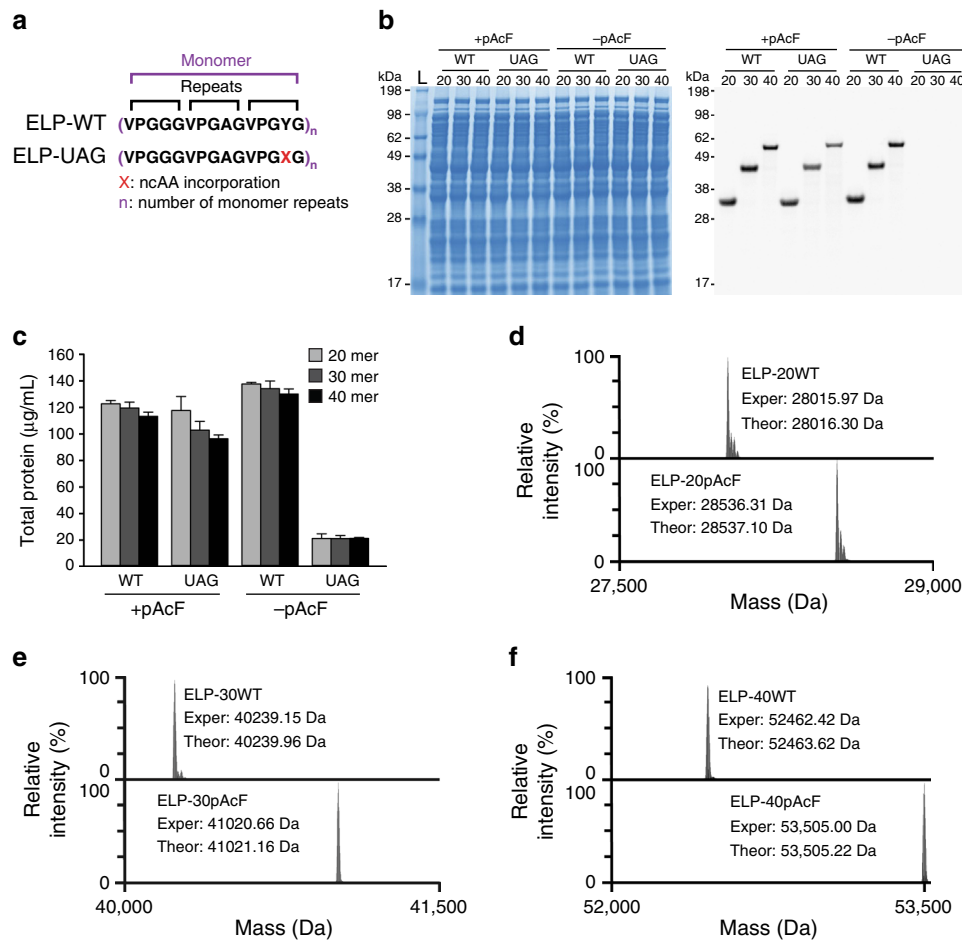 a
Monomer
Repeats
ELP-WT (VPGGGVPGAGVPGYG)n
ELP-UAG (VPGGGVPGAGVPGXG)n
X: ncAA incorporation
n: number of monomer repeats
b
+pAcF –pAcF
WT UAG WT UAG
kDa L 20 30 40 20 30 40 20 30 40 20 30 40
198
98
62
49
38
28
17
+pAcF –pAcF
WT UAG WT UAG
kDa 20 30 40 20 30 40 20 30 40 20 30 40
198
98
62
49
38
28
17
c
Total protein (µg/mL)
160
140
120
100
80
60
40
20
0
20 mer
30 mer
40 mer
WT UAG WT UAG
+pAcF –pAcF
d
Relative
intensity (%)
100
0
ELP-20WT
Exper: 28015.97 Da
Theor: 28016.30 Da
100
0
ELP-20pAcF
Exper: 28536.31 Da
Theor: 28537.10 Da
27,500 29,000
Mass (Da)
e
Relative
intensity (%)
100
0
ELP-30WT
Exper: 40239.15 Da
Theor: 40239.96 Da
100
0
ELP-30pAcF
Exper: 41020.66 Da
Theor: 41021.16 Da
40,000 41,500
Mass (Da)
f
Relative
intensity (%)
100
0
ELP-40WT
Exper: 52462.42 Da
Theor: 52463.62 Da
100
0
ELP-40pAcF
Exper: 53,505.00 Da
Theor: 53,505.22 Da
52,000 53,500
Mass (Da)